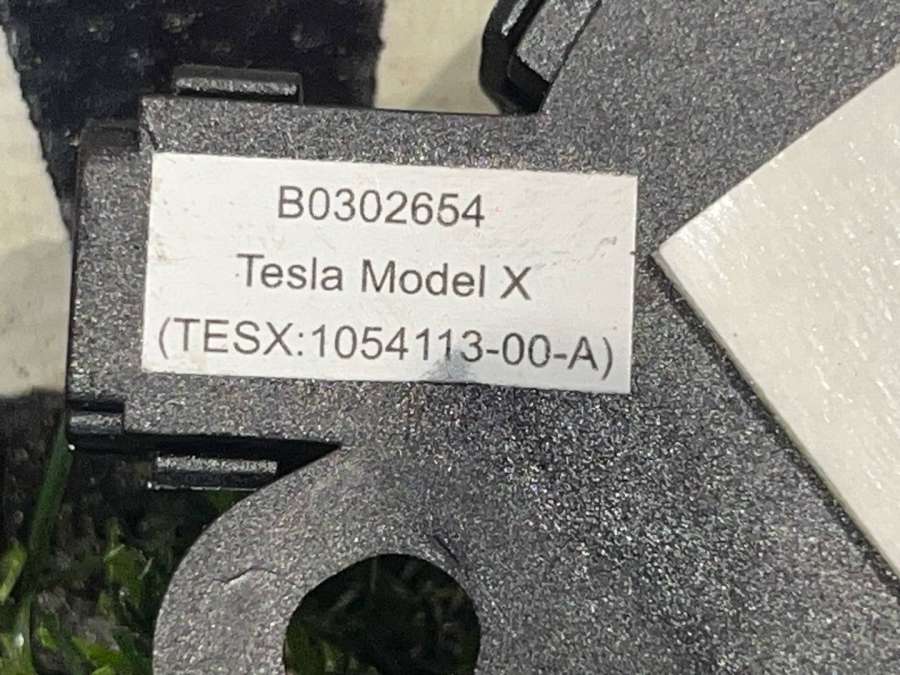 B0302654
Tesla Model X
(TESX:1054113-00-A)